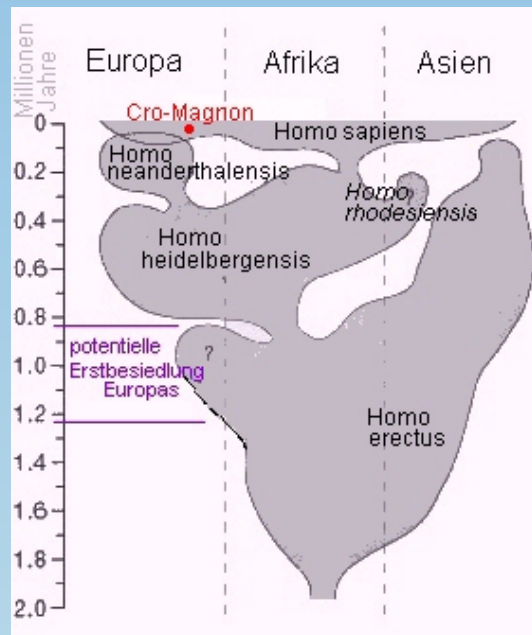 Millionen
Jahre
Europa
Afrika
Asien
Cro-Magnon
Homo sapiens
Homo
neanderthalensis
Homo
rhodesiensis
Homo
heidelbergensis
potentielle
Erstbesiedlung
Europas
?
Homo
erectus
0
0.2
0.4
0.6
0.8
1.0
1.2
1.4
1.6
1.8
2.0